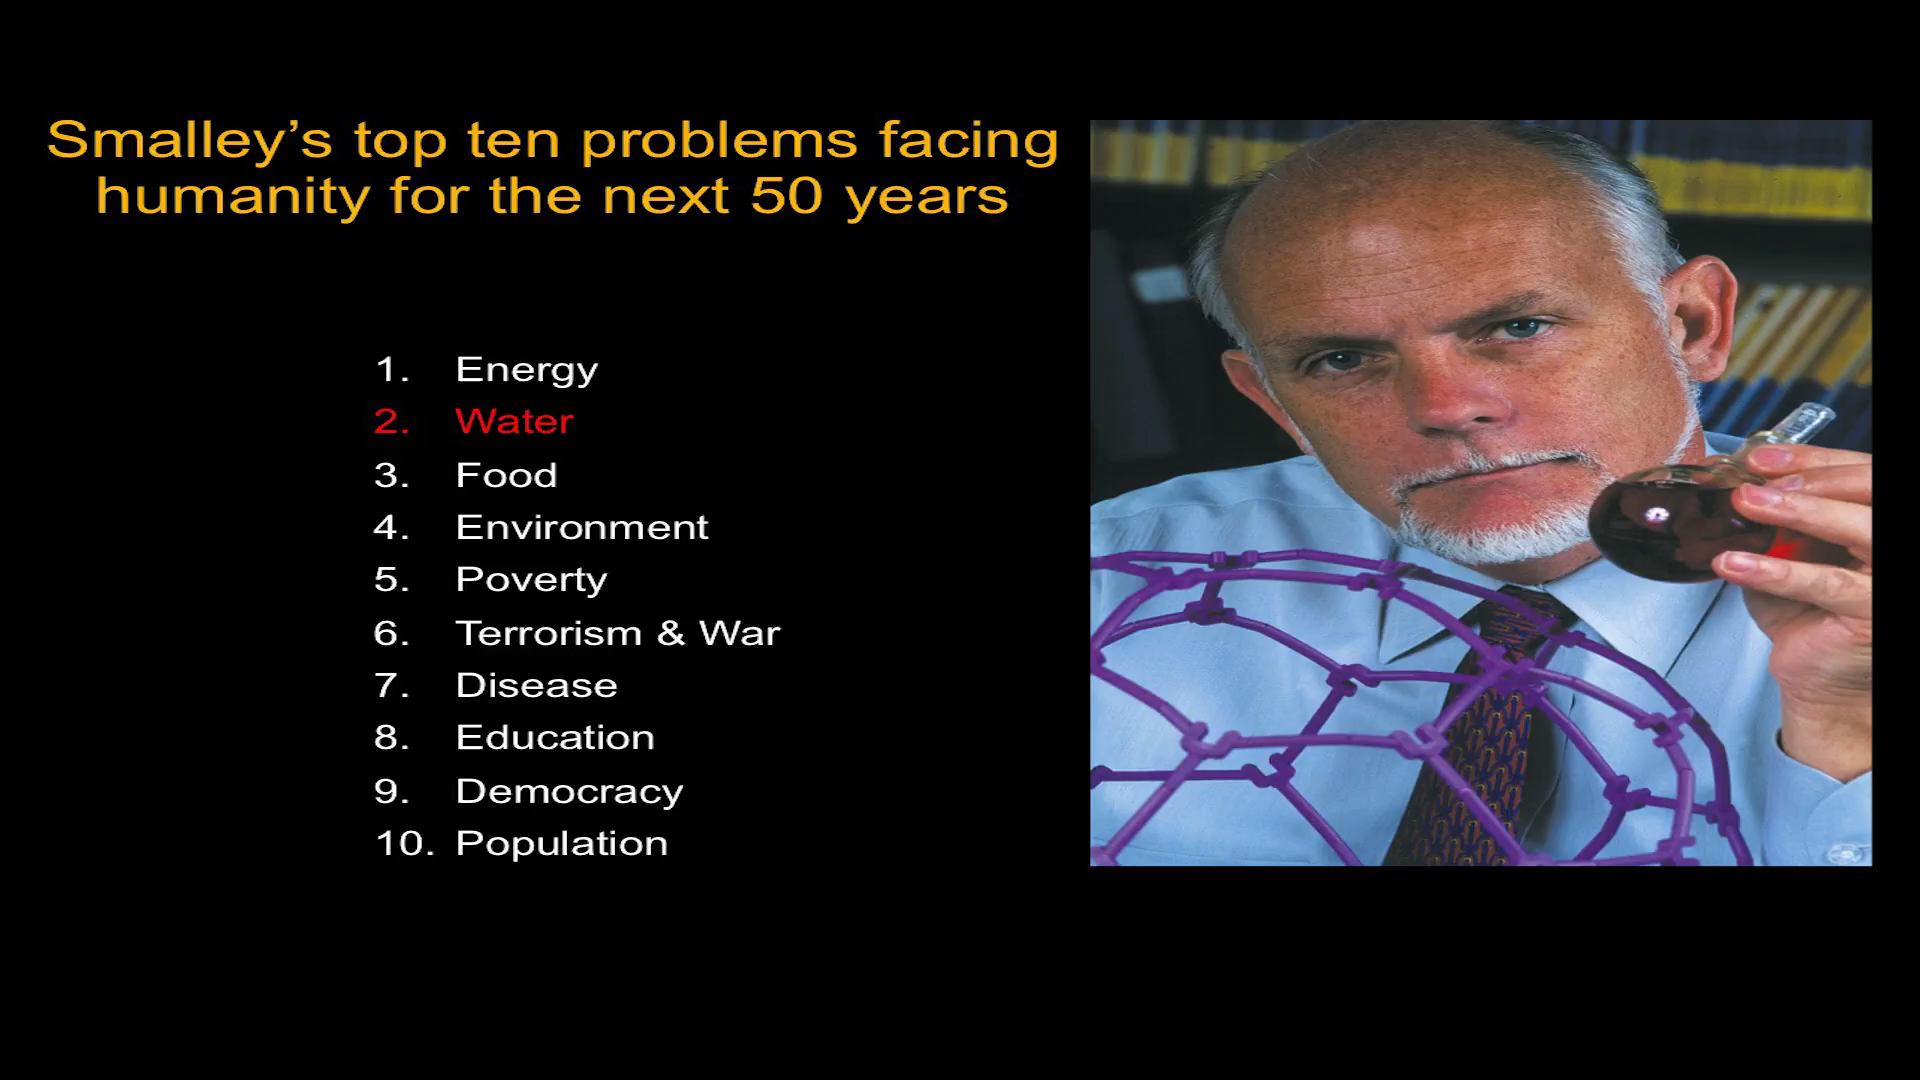 Smalley’s top ten problems facing
humanity for the next 50 years
1. Energy
2. Water
3. Food
4. Environment
5. Poverty
6. Terrorism & War
7. Disease
8. Education
9. Democracy
10. Population